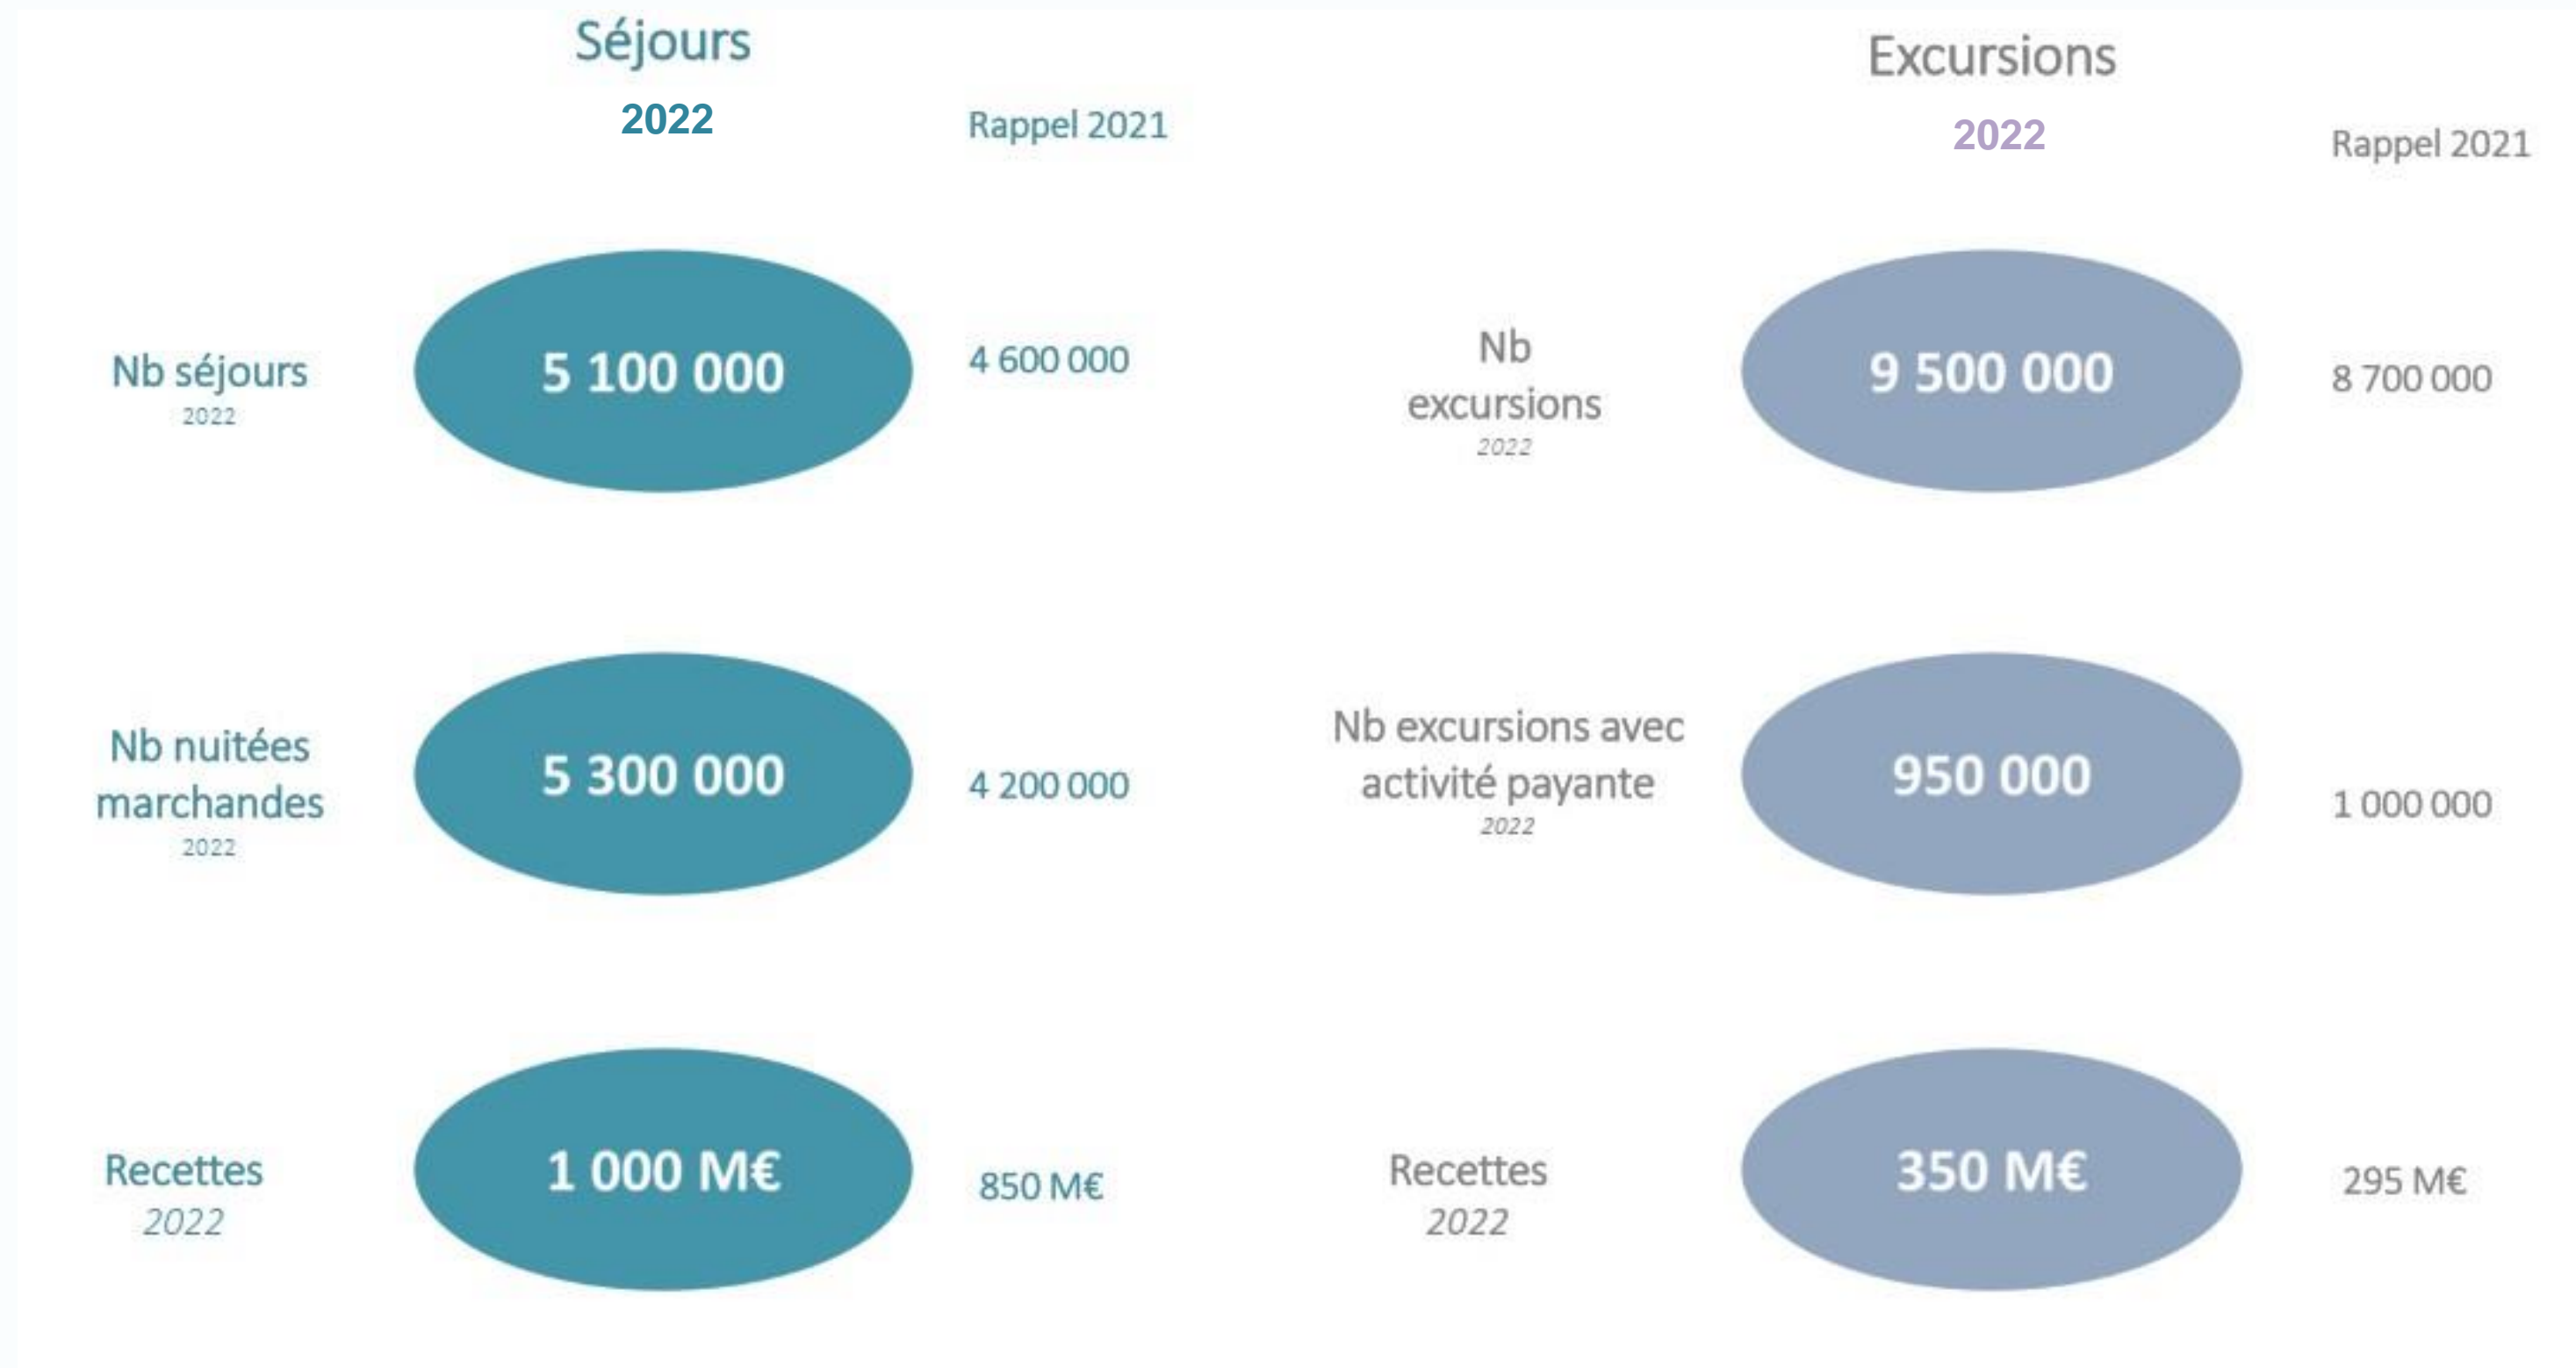 Séjours
2022
Rappel 2021
Nb séjours
2022
5 100 000
4 600 000
Nb nuitées
marchandes
2022
5 300 000
4 200 000
Recettes
2022
1 000 M€
850 M€
Excursions
2022
Rappel 2021
Nb
excursions
2022
9 500 000
8 700 000
Nb excursions avec
activité payante
2022
950 000
1 000 000
Recettes
2022
350 M€
295 M€